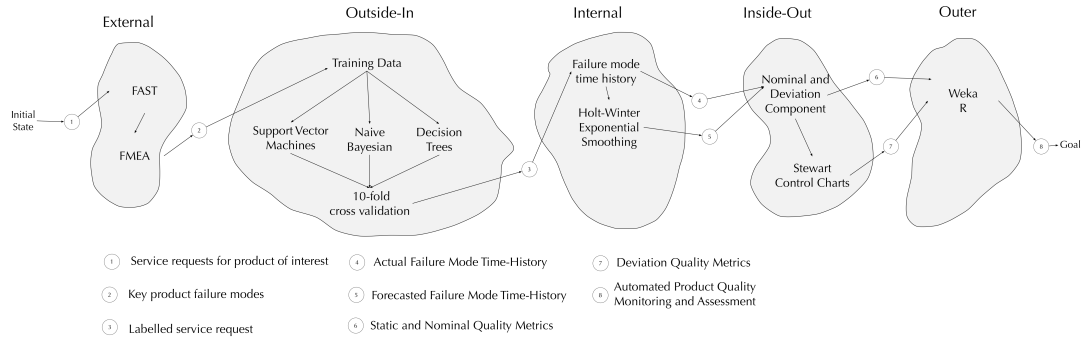 External
Outside-In
Internal
Inside-Out
Outer
Initial
State
1
FAST
FMEA
2
Training Data
Support Vector
Machines
Naive
Bayesian
Decision
Trees
10-fold
cross validation
3
Failure mode
time history
Holt-Winter
Exponential
Smoothing
4
5
Nominal and
Deviation
Component
Stewart
Control Charts
6
7
Weka
R
8
Goal
1 Service requests for product of interest
2 Key product failure modes
3 Labelled service request
4 Actual Failure Mode Time-History
5 Forecasted Failure Mode Time-History
6 Static and Nominal Quality Metrics
7 Deviation Quality Metrics
8 Automated Product Quality
Monitoring and Assessment